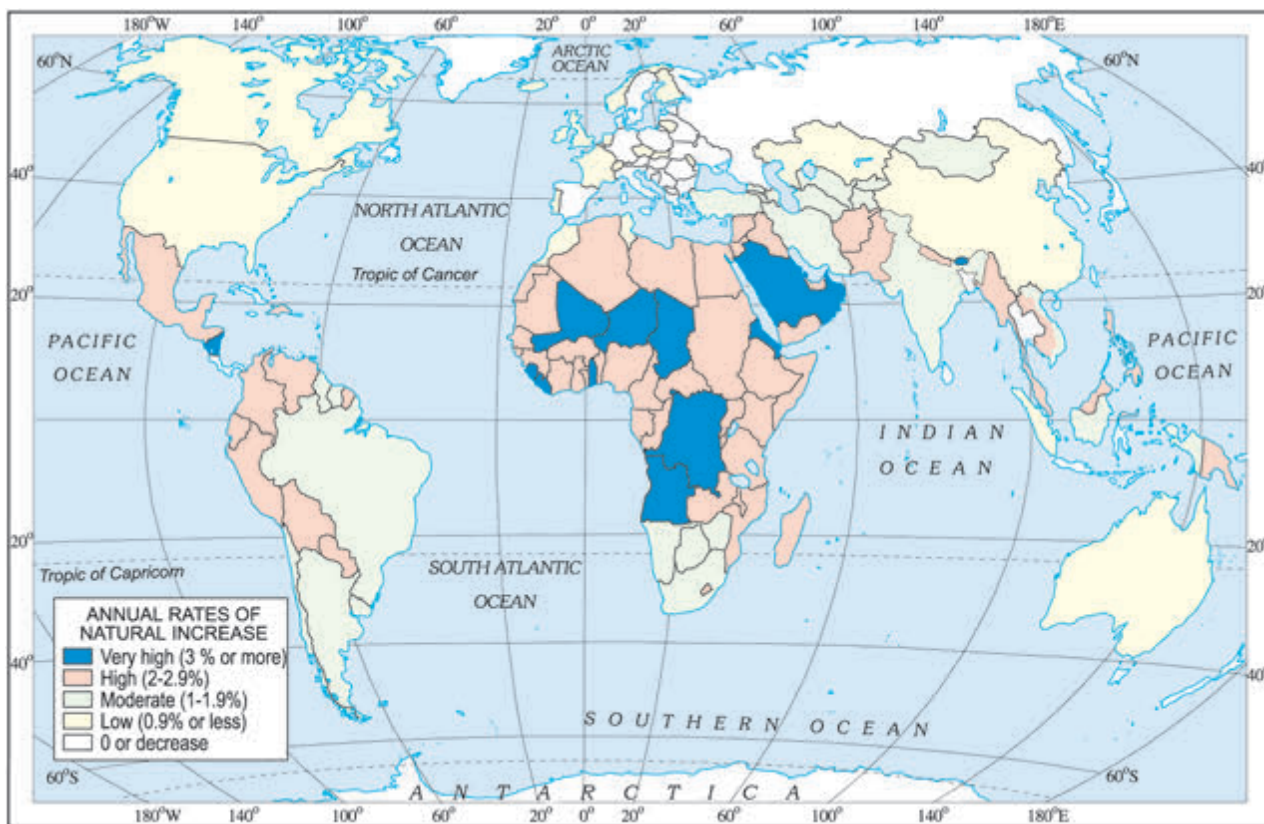 180°W 140° 100° 60° 20° 0° 20° 60° 100° 140° 180°E
60°N
ARCTIC
OCEAN
60°N
40°
40°
NORTH ATLANTIC
OCEAN
Tropic of Cancer
20°
20°
PACIFIC
OCEAN
PACIFIC
OCEAN
INDIAN
OCEAN
20°
20°
Tropic of Capricorn
SOUTH ATLANTIC
OCEAN
ANNUAL RATES OF
NATURAL INCREASE
Very high (3 % or more)
High (2-2.9%)
Moderate (1-1.9%)
Low (0.9% or less)
0 or decrease
40°
40°
SOUTHERN OCEAN
60°S
60°S
ANTARCTICA
180°W 140° 100° 60° 20° 0° 20° 60° 100° 140° 180°E